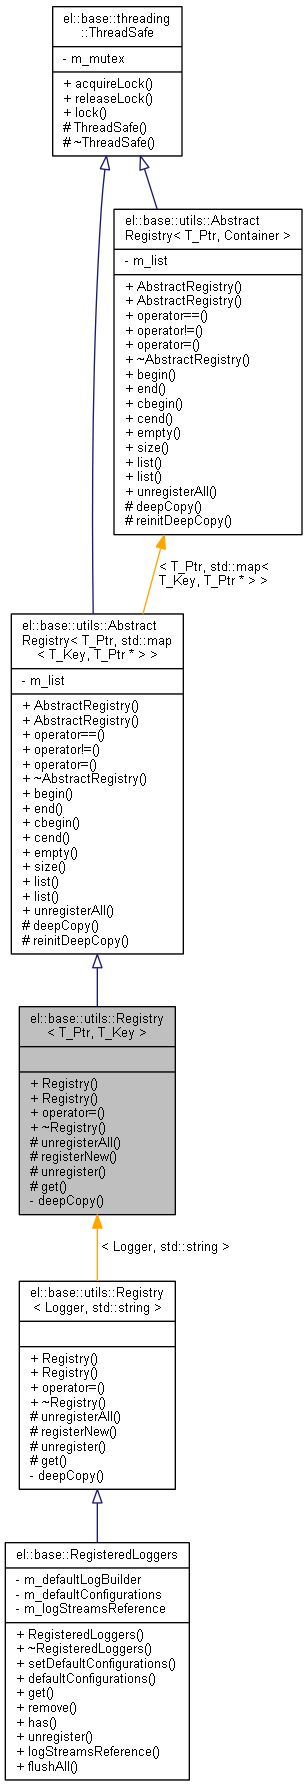 el::base::threading
::ThreadSafe
- m_mutex
+ acquireLock()
+ releaseLock()
+ lock()
# ThreadSafe()
# ~ThreadSafe()
el::base::utils::Abstract
Registry< T_Ptr, Container >
- m_list
+ AbstractRegistry()
+ AbstractRegistry()
+ operator==()
+ operator!=()
+ operator=()
+ ~AbstractRegistry()
+ begin()
+ end()
+ cbegin()
+ cend()
+ empty()
+ size()
+ list()
+ list()
+ unregisterAll()
# deepCopy()
# reinitDeepCopy()
< T_Ptr, std::map<
T_Key, T_Ptr * > >
el::base::utils::Abstract
Registry< T_Ptr, std::map
< T_Key, T_Ptr * > >
- m_list
+ AbstractRegistry()
+ AbstractRegistry()
+ operator==()
+ operator!=()
+ operator=()
+ ~AbstractRegistry()
+ begin()
+ end()
+ cbegin()
+ cend()
+ empty()
+ size()
+ list()
+ list()
+ unregisterAll()
# deepCopy()
# reinitDeepCopy()
el::base::utils::Registry
< T_Ptr, T_Key >
+ Registry()
+ Registry()
+ operator=()
+ ~Registry()
# unregisterAll()
# registerNew()
# unregister()
# get()
- deepCopy()
< Logger, std::string >
el::base::utils::Registry
< Logger, std::string >
+ Registry()
+ Registry()
+ operator=()
+ ~Registry()
# unregisterAll()
# registerNew()
# unregister()
# get()
- deepCopy()
el::base::RegisteredLoggers
- m_defaultLogBuilder
- m_defaultConfigurations
- m_logStreamsReference
+ RegisteredLoggers()
+ ~RegisteredLoggers()
+ setDefaultConfigurations()
+ defaultConfigurations()
+ get()
+ remove()
+ has()
+ unregister()
+ logStreamsReference()
+ flushAll()